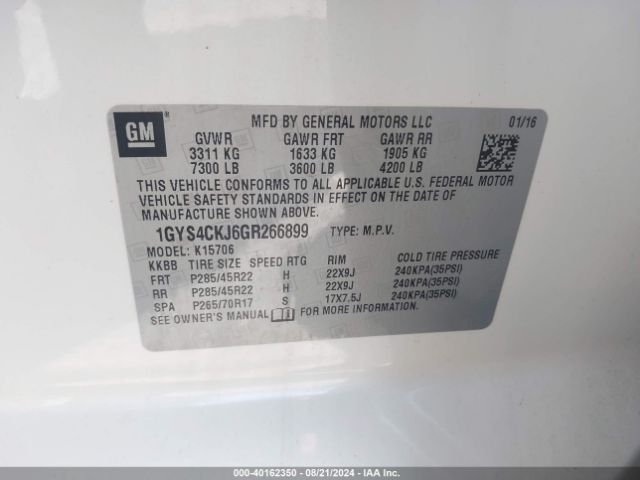 GM
®
MFD BY GENERAL MOTORS LLC 01/16
GVWR GAWR FRT GAWR RR
3311 KG 1633 KG 1905 KG
7300 LB 3600 LB 4200 LB
THIS VEHICLE CONFORMS TO ALL APPLICABLE U.S. FEDERAL MOTOR
VEHICLE SAFETY STANDARDS IN EFFECT ON THE DATE OF
MANUFACTURE SHOWN ABOVE.
1GYS4CKJ6GR266899 TYPE: M.P.V.
MODEL: K15706
KKBB TIRE SIZE SPEED RTG RIM COLD TIRE PRESSURE
FRT P285/45R22 H 22X9J 240KPA(35PSI)
RR P285/45R22 H 22X9J 240KPA(35PSI)
SPA P265/70R17 S 17X7.5J 240KPA(35PSI)
SEE OWNER'S MANUAL FOR MORE INFORMATION.
000-40162350 - 08/21/2024 - IAAI.COM